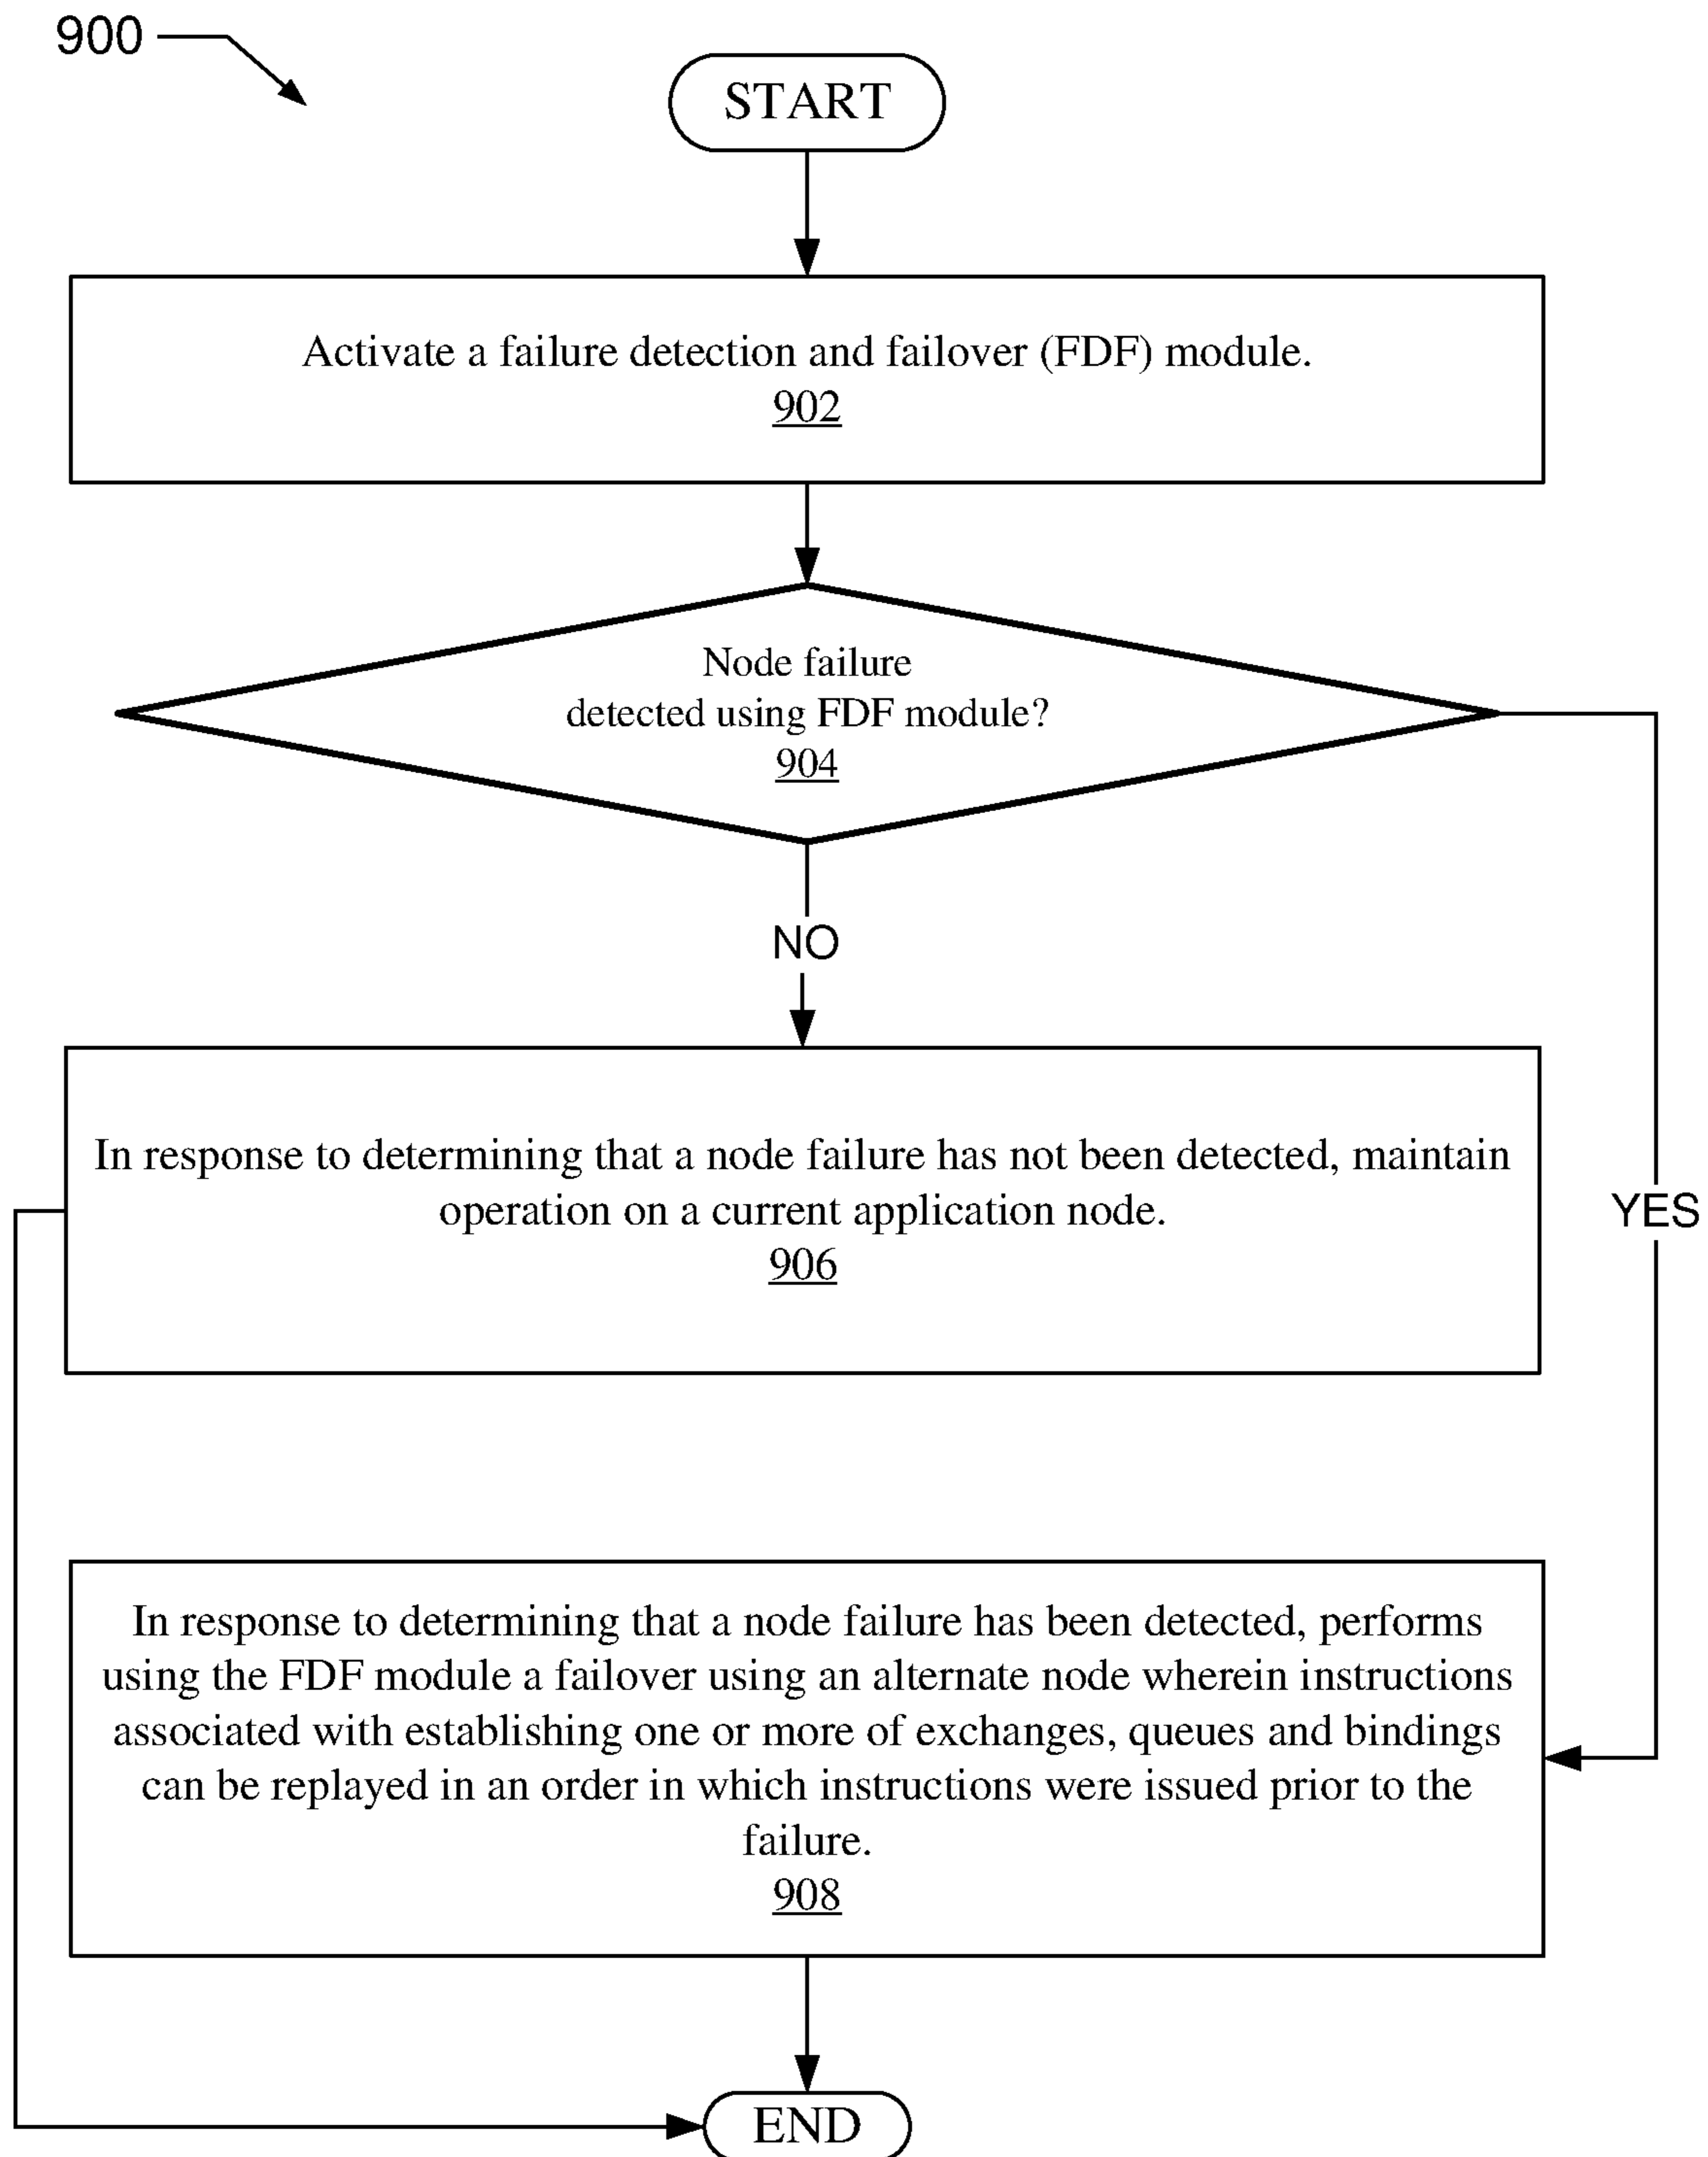 900
START
Activate a failure detection and failover (FDF) module.
902
Node failure
detected using FDF module?
904
NO
In response to determining that a node failure has not been detected, maintain
operation on a current application node.
906
YES
In response to determining that a node failure has been detected, performs
using the FDF module a failover using an alternate node wherein instructions
associated with establishing one or more of exchanges, queues and bindings
can be replayed in an order in which instructions were issued prior to the
failure.
908
END